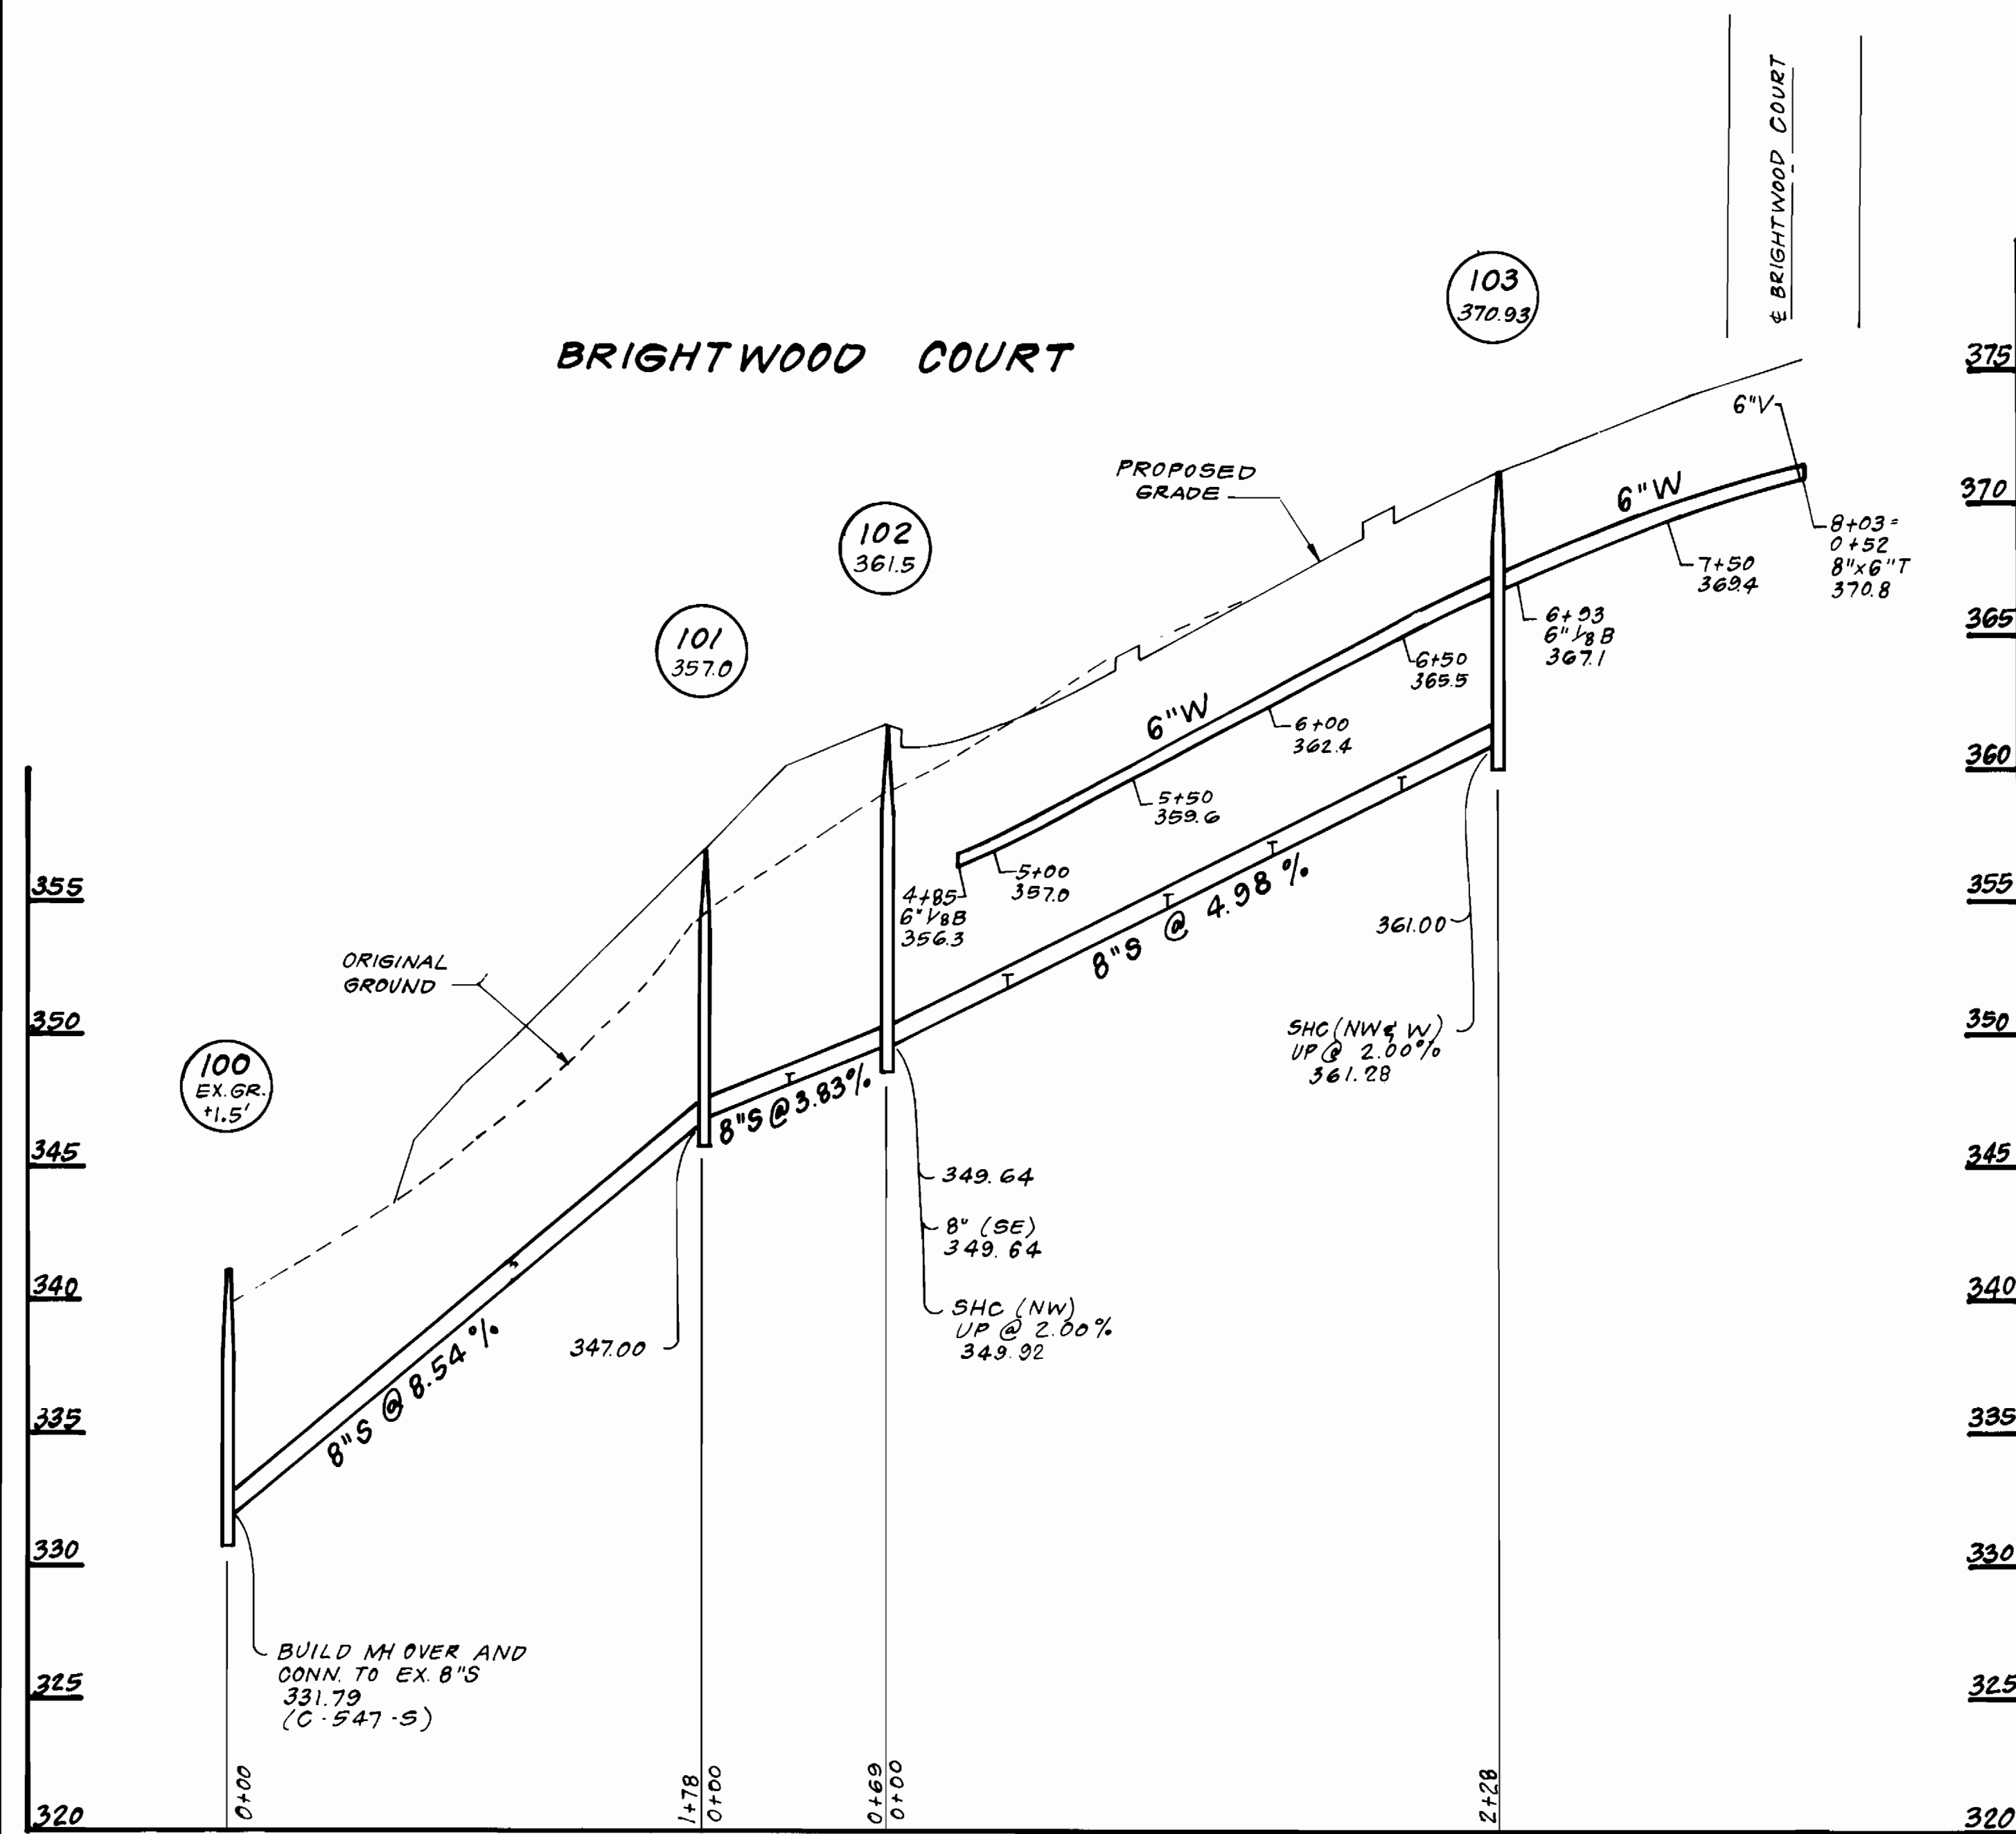 ℄ BRIGHTWOOD COURT
BRIGHTWOOD COURT
103
370.93
102
361.5
101
357.0
100
EX. GR.
+1.5'
PROPOSED
GRADE
ORIGINAL
GROUND
6"V
6"W
8+03 =
0+52
8"x6"T
370.8
7+50
369.4
6+93
6" 1/8 B
367.1
6+50
365.5
6"W
6+00
362.4
5+50
359.6
5+00
357.0
4+85
6" 1/8 B
356.3
T
T
T
T
T
8"S @ 4.98 %
8"S @ 3.83%
8"S @ 8.54 %
361.00
SHC (NW & W)
UP @ 2.00%
361.28
349.64
8" (SE)
349.64
SHC (NW)
UP @ 2.00%
349.92
347.00
BUILD MH OVER AND
CONN. TO EX. 8"S
331.79
(C-547-S)
0+00
1+78
0+00
0+69
0+00
2+28
355
350
345
340
335
330
325
320
375
370
365
360
355
350
345
340
335
330
325
320